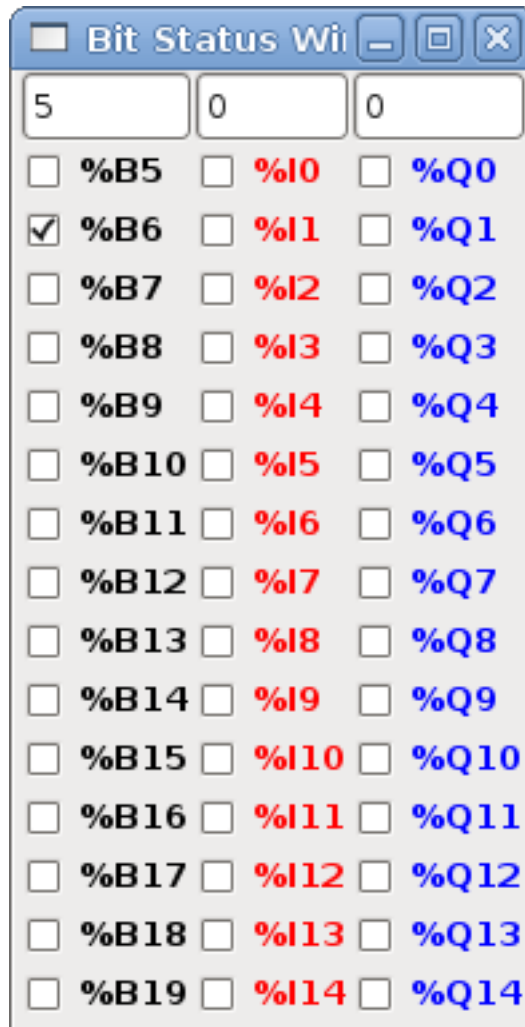 Bit Status Wi
5 0 0
%B5 %I0 %Q0
%B6 %I1 %Q1
%B7 %I2 %Q2
%B8 %I3 %Q3
%B9 %I4 %Q4
%B10 %I5 %Q5
%B11 %I6 %Q6
%B12 %I7 %Q7
%B13 %I8 %Q8
%B14 %I9 %Q9
%B15 %I10 %Q10
%B16 %I11 %Q11
%B17 %I12 %Q12
%B18 %I13 %Q13
%B19 %I14 %Q14